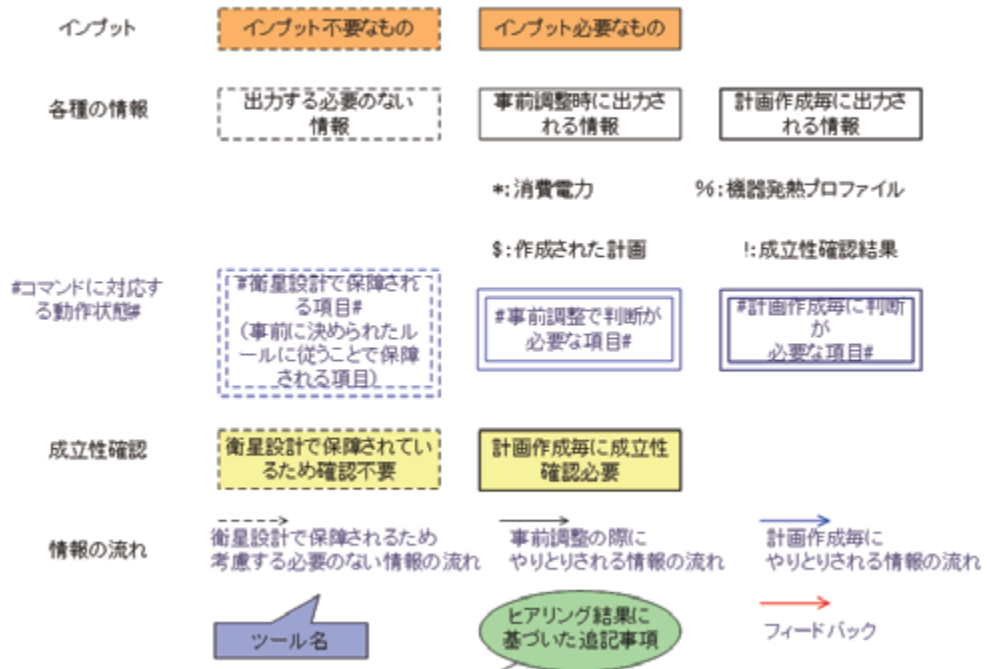 インプット
インプット不要なもの
インプット必要なもの
各種の情報
出力する必要のない
情報
事前調整時に出力さ
れる情報
計画作成毎に出力さ
れる情報
*:消費電力
%:機器発熱プロファイル
$:作成された計画
!:成立性確認結果
#コマンドに対応す
る動作状態#
#衛星設計で保障され
る項目#
(事前に決められたル
ールに従うことで保障
される項目)
#事前調整で判断が
必要な項目#
#計画作成毎に判断
が
必要な項目#
成立性確認
衛星設計で保障されてい
るため確認不要
計画作成毎に成立性
確認必要
情報の流れ
衛星設計で保障されるため
考慮する必要のない情報の流れ
事前調整の際に
やりとりされる情報の流れ
計画作成毎に
やりとりされる情報の流れ
ツール名
ヒアリング結果に
基づいた追記事項
フィードバック